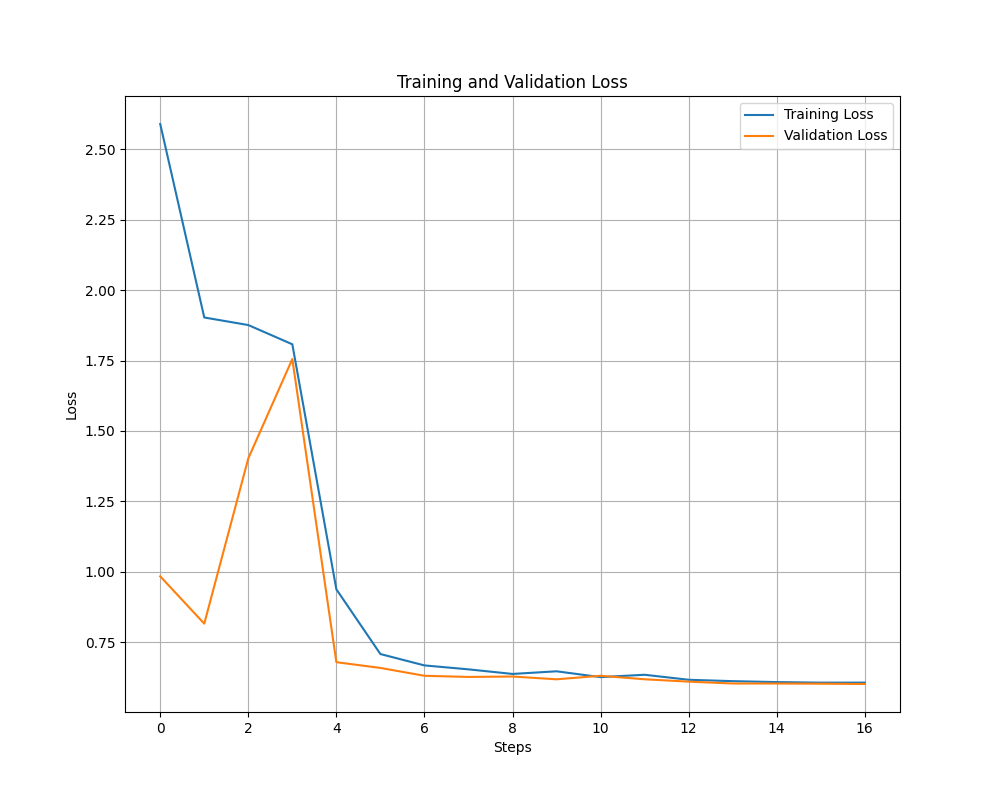 Training and Validation Loss
Training Loss
Validation Loss
2.50
2.25
2.00
1.75
1.50
1.25
1.00
0.75
Loss
0 2 4 6 8 10 12 14 16
Steps